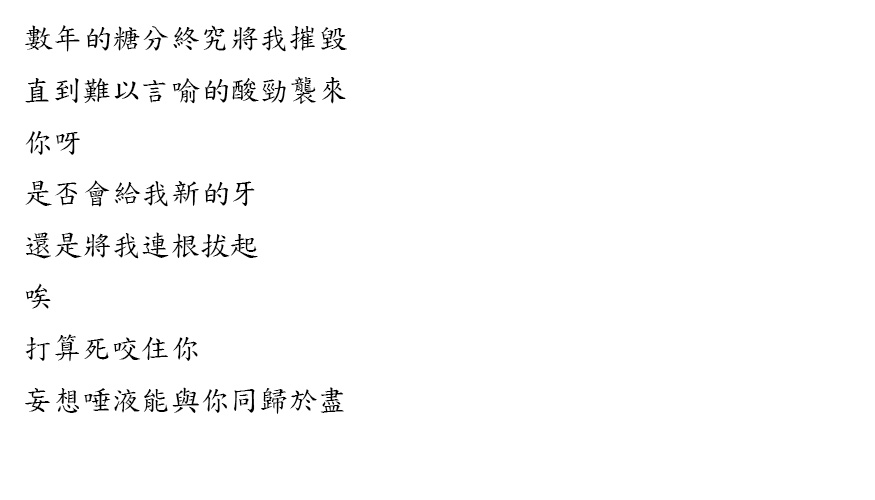 數年的糖分終究將我摧毀
直到難以言喻的酸勁襲來
你呀
是否會給我新的牙
還是將我連根拔起
唉
打算死咬住你
妄想唾液能與你同歸於盡